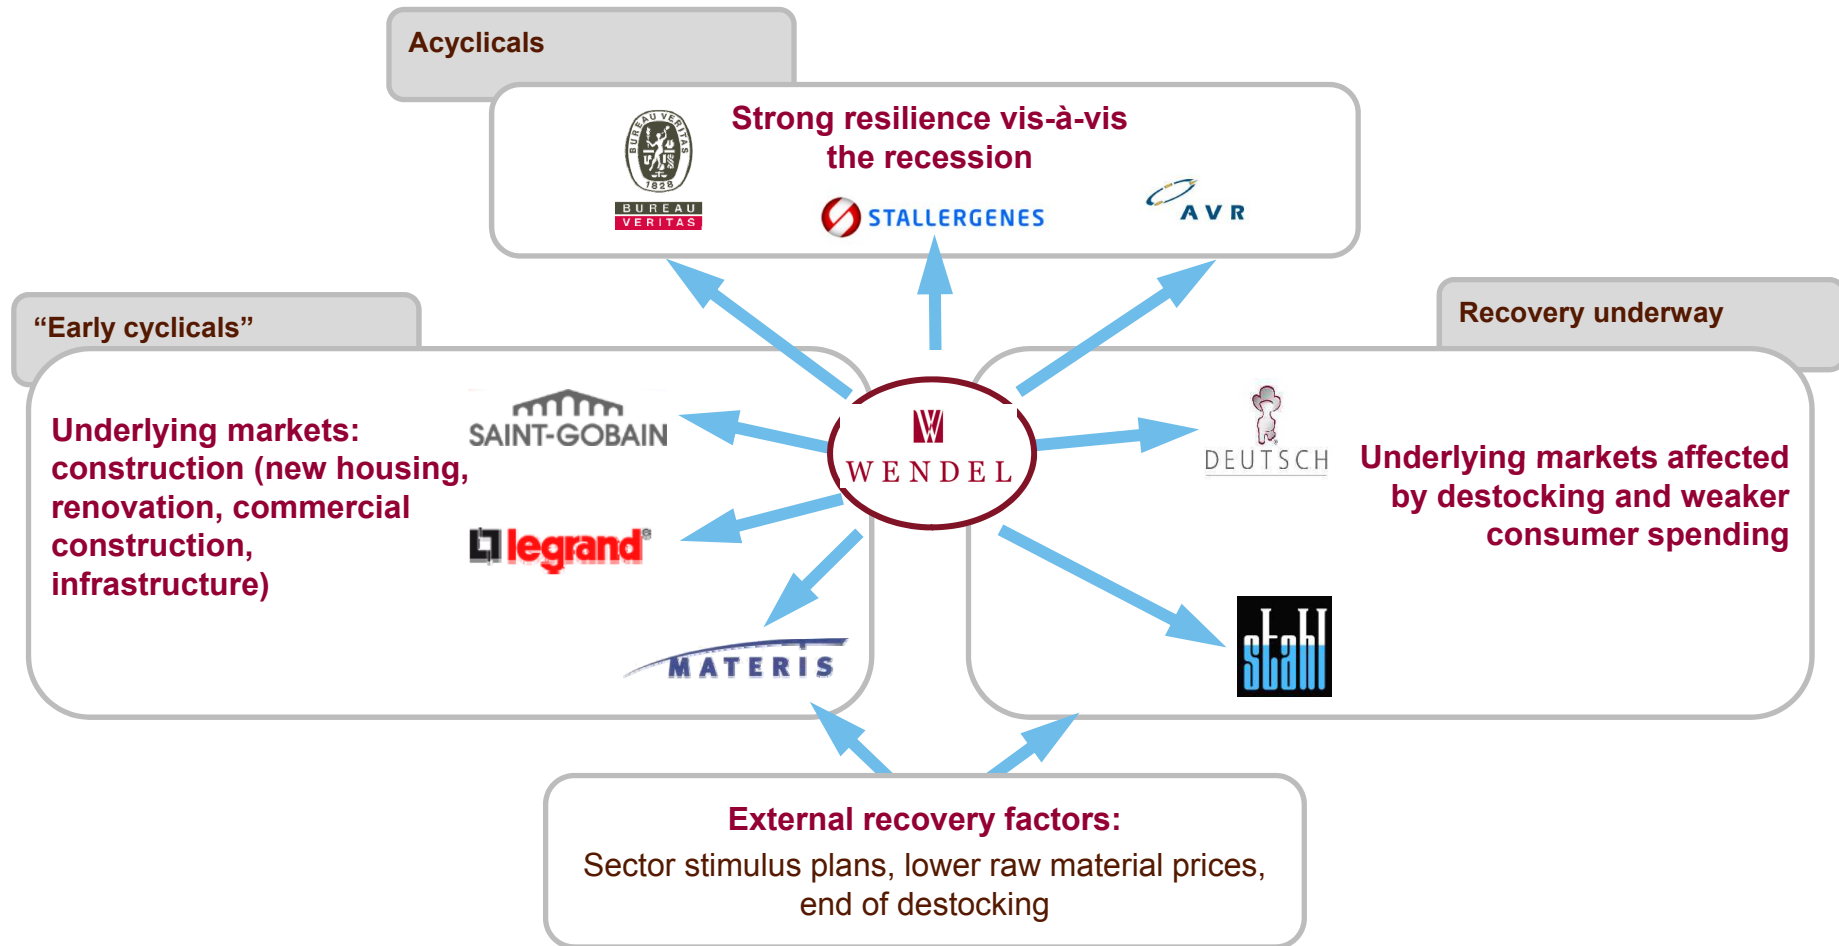 Acyclicals
Strong resilience vis-à-vis
the recession
BUREAU VERITAS
1828
BUREAU
VERITAS
STALLERGENES
AVR
“Early cyclicals”
Underlying markets:
construction (new housing,
renovation, commercial
construction,
infrastructure)
SAINT-GOBAIN
legrand®
MATERIS
W
WENDEL
Recovery underway
DEUTSCH
Underlying markets affected
by destocking and weaker
consumer spending
stahl
External recovery factors:
Sector stimulus plans, lower raw material prices,
end of destocking